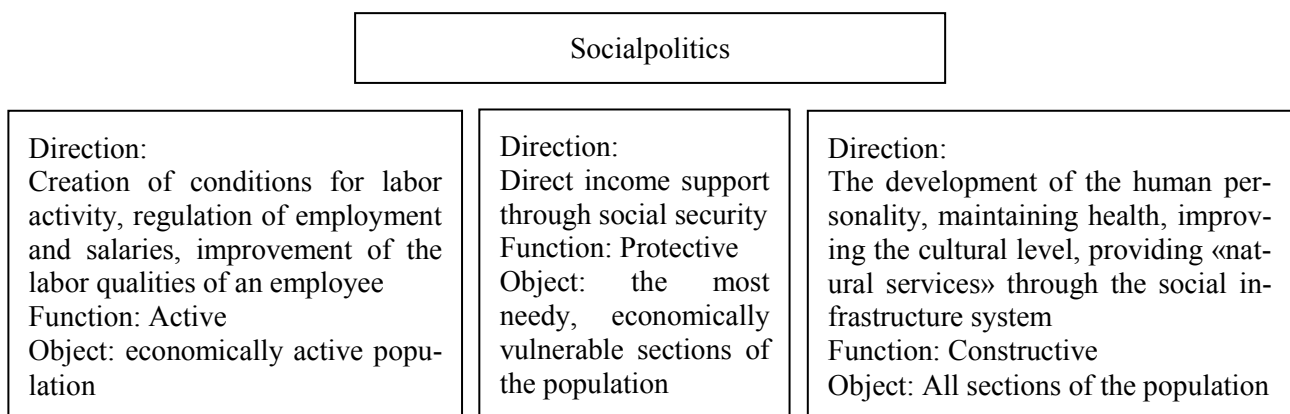 Socialpolitics
Direction:
Creation of conditions for labor
activity, regulation of employment
and salaries, improvement of the
labor qualities of an employee
Function: Active
Object: economically active popu-
lation
Direction:
Direct income support
through social security
Function: Protective
Object: the most
needy, economically
vulnerable sections of
the population
Direction:
The development of the human per-
sonality, maintaining health, improv-
ing the cultural level, providing «nat-
ural services» through the social in-
frastructure system
Function: Constructive
Object: All sections of the population